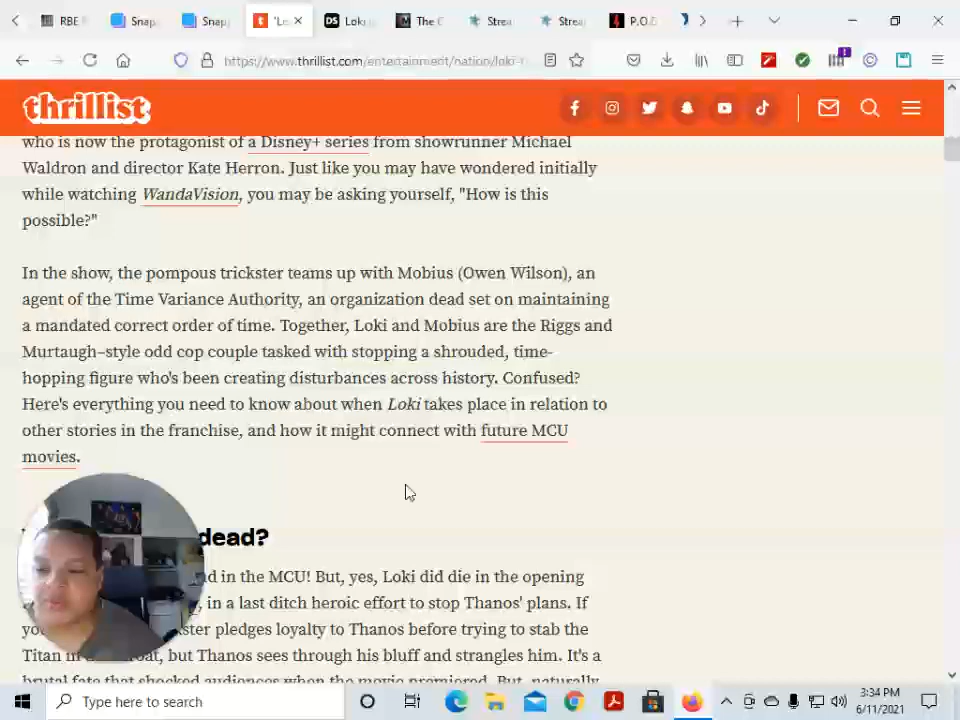 RBE
Snap
Snap
'Lo
DS
Loki
The C
Strea
Strea
P.O.D
https://www.thrillist.com/entertainment/nation/loki-t
thrillist
who is now the protagonist of a Disney+ series from showrunner Michael
Waldron and director Kate Herron. Just like you may have wondered initially
while watching WandaVision, you may be asking yourself, "How is this
possible?"
In the show, the pompous trickster teams up with Mobius (Owen Wilson), an
agent of the Time Variance Authority, an organization dead set on maintaining
a mandated correct order of time. Together, Loki and Mobius are the Riggs and
Murtaugh–style odd cop couple tasked with stopping a shrouded, time-
hopping figure who's been creating disturbances across history. Confused?
Here's everything you need to know about when Loki takes place in relation to
other stories in the franchise, and how it might connect with future MCU
movies.
dead?
in the MCU! But, yes, Loki did die in the opening
, in a last ditch heroic effort to stop Thanos' plans. If
pledges loyalty to Thanos before trying to stab the
Titan in, but Thanos sees through his bluff and strangles him. It's a
brutal fate that shocked audiences when the movie premiered. But, naturally,
Type here to search
3:34 PM
6/11/2021